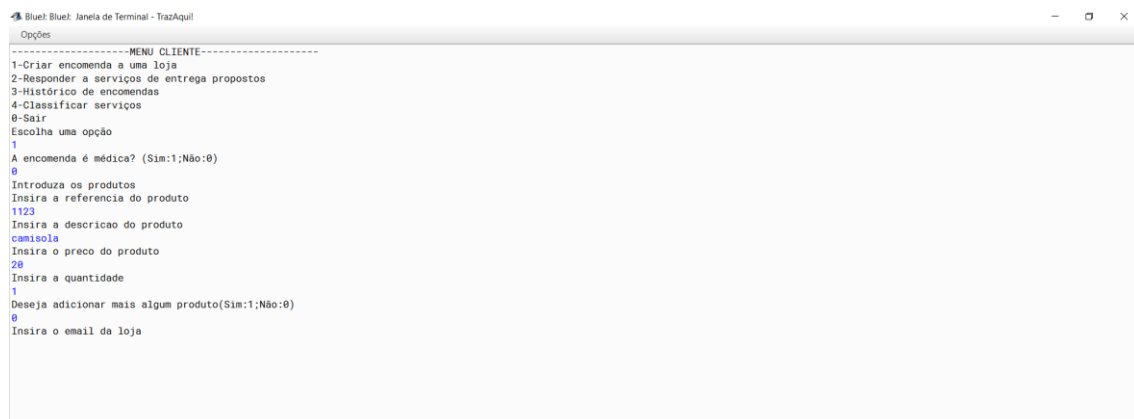 BlueJ: BlueJ: Janela de Terminal - TrazAqui!
Opções
--------------------MENU CLIENTE--------------------
1-Criar encomenda a uma loja
2-Responder a serviços de entrega propostos
3-Histórico de encomendas
4-Classificar serviços
0-Sair
Escolha uma opção
1
A encomenda é médica? (Sim:1;Não:0)
0
Introduza os produtos
Insira a referencia do produto
1123
Insira a descricao do produto
camisola
Insira o preco do produto
20
Insira a quantidade
1
Deseja adicionar mais algum produto(Sim:1;Não:0)
0
Insira o email da loja